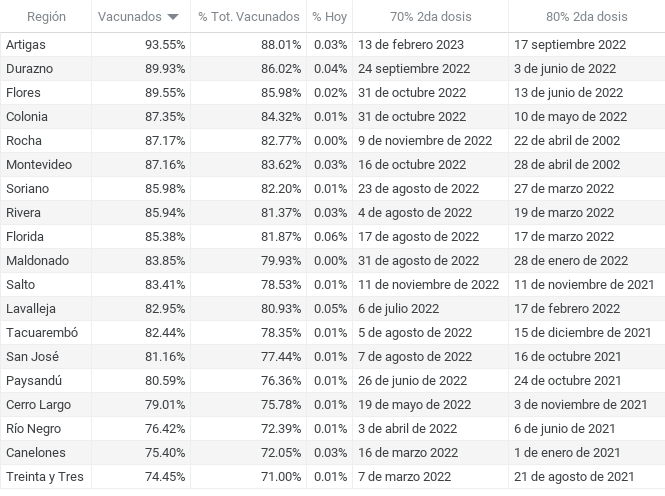 Región Vacunados % Tot. Vacunados % Hoy 70% 2da dosis 80% 2da dosis
Artigas 93.55% 88.01% 0.03% 13 de febrero 2023 17 septiembre 2022
Durazno 89.93% 86.02% 0.04% 24 septiembre 2022 3 de junio de 2022
Flores 89.55% 85.98% 0.02% 31 de octubre 2022 13 de junio de 2022
Colonia 87.35% 84.32% 0.01% 31 de octubre 2022 10 de mayo de 2022
Rocha 87.17% 82.77% 0.00% 9 de noviembre de 2022 22 de abril de 2002
Montevideo 87.16% 83.62% 0.03% 16 de octubre 2022 28 de abril de 2002
Soriano 85.98% 82.20% 0.01% 23 de agosto de 2022 27 de marzo 2022
Rivera 85.94% 81.37% 0.03% 4 de agosto de 2022 19 de marzo 2022
Florida 85.38% 81.87% 0.06% 17 de agosto 2022 17 de marzo 2022
Maldonado 83.85% 79.93% 0.00% 31 de agosto 2022 28 de enero de 2022
Salto 83.41% 78.53% 0.01% 11 de noviembre de 2022 11 de noviembre de 2021
Lavalleja 82.95% 80.93% 0.05% 6 de julio 2022 17 de febrero 2022
Tacuarembó 82.44% 78.35% 0.01% 5 de agosto de 2022 15 de diciembre de 2021
San José 81.16% 77.44% 0.01% 7 de agosto de 2022 16 de octubre 2021
Paysandú 80.59% 76.36% 0.01% 26 de junio de 2022 24 de octubre 2021
Cerro Largo 79.01% 75.78% 0.01% 19 de mayo de 2022 3 de noviembre de 2021
Río Negro 76.42% 72.39% 0.01% 3 de abril de 2022 6 de junio de 2021
Canelones 75.40% 72.05% 0.03% 16 de marzo 2022 1 de enero de 2021
Treinta y Tres 74.45% 71.00% 0.01% 7 de marzo 2022 21 de agosto de 2021